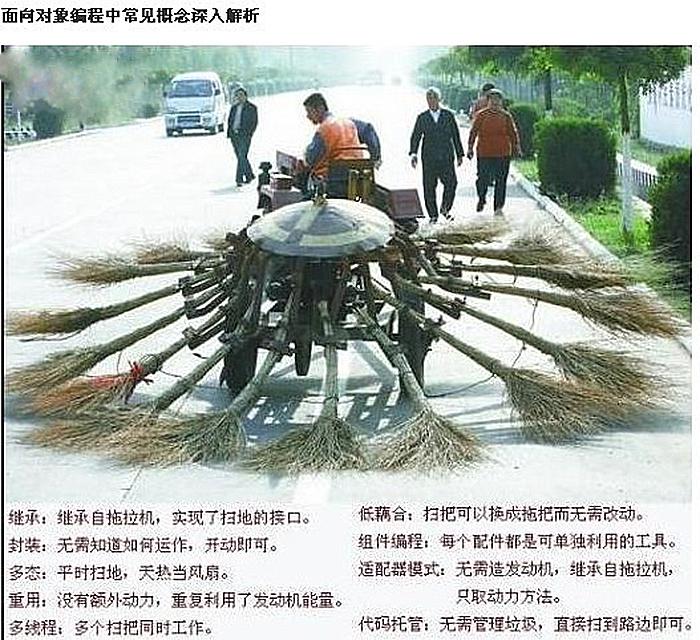 面向对象编程中常见概念深入解析
继承：继承自拖拉机，实现了扫地的接口。
封装：无需知道如何运作，开动即可。
多态：平时扫地，天热当风扇。
重用：没有额外动力，重复利用了发动机能量。
多线程：多个扫把同时工作。
低耦合：扫把可以换成拖把而无需改动。
组件编程：每个配件都是可单独利用的工具。
适配器模式：无需造发动机，继承自拖拉机，
只取动力方法。
代码托管：无需管理垃圾，直接扫到路边即可。